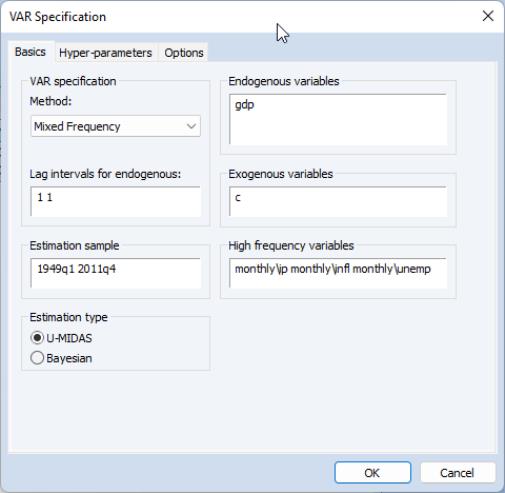 VAR Specification
Basics
Hyper-parameters
Options
VAR specification
Method:
Mixed Frequency
Lag intervals for endogenous:
1 1
Estimation sample
1949q1 2011q4
Estimation type
U-MIDAS
Bayesian
Endogenous variables
gdp
Exogenous variables
c
High frequency variables
monthly\ip monthly\infl monthly\unemp
OK
Cancel